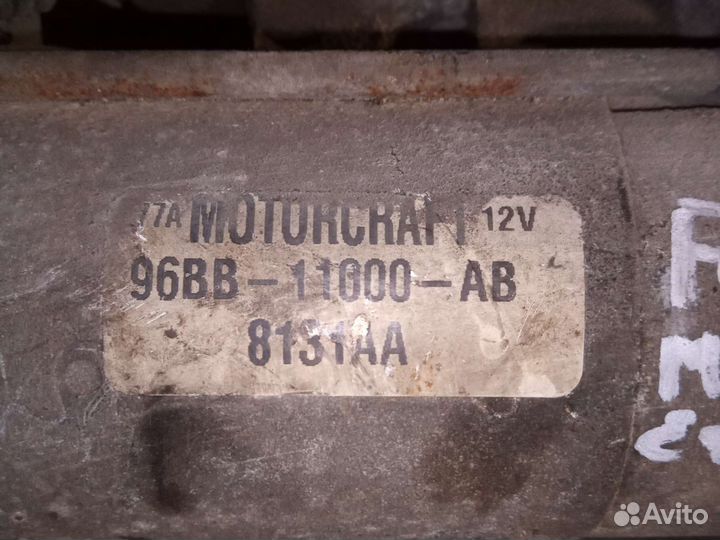 77A MOTORCRAFT 12V
96BB-11000-AB
8131AA
Avito